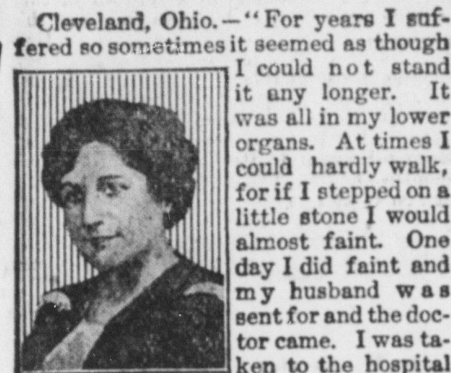 Cleveland, Ohio.—"For years I suf-
fered so sometimes it seemed as though
I could not stand
it any longer. It
was all in my lower
organs. At times I
could hardly walk,
for if I stepped on a
little stone I would
almost faint. One
day I did faint and
my husband was
sent for and the doc-
tor came. I was ta-
ken to the hospital